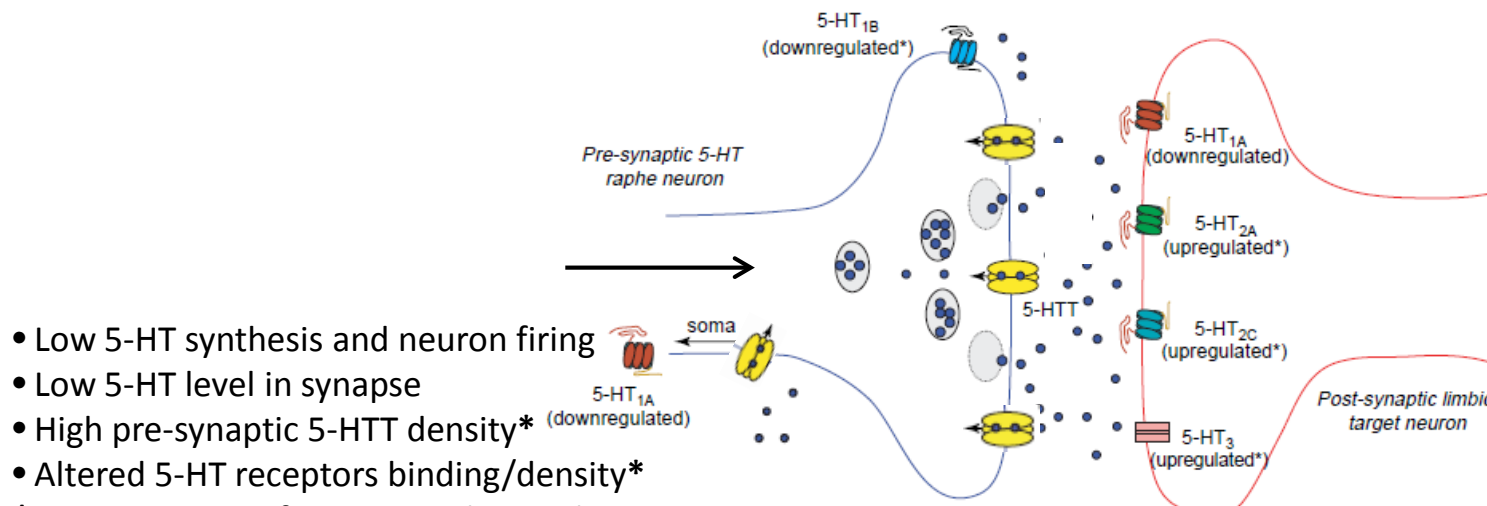 5-HT1B
(downregulated*)
Pre-synaptic 5-HT
raphe neuron
5-HT1A
(downregulated)
5-HT2A
(upregulated*)
5-HTT
5-HT2C
(upregulated*)
soma
5-HT1A
(downregulated)
Post-synaptic limbic
target neuron
5-HT3
(upregulated*)
• Low 5-HT synthesis and neuron firing
• Low 5-HT level in synapse
• High pre-synaptic 5-HTT density*
• Altered 5-HT receptors binding/density*